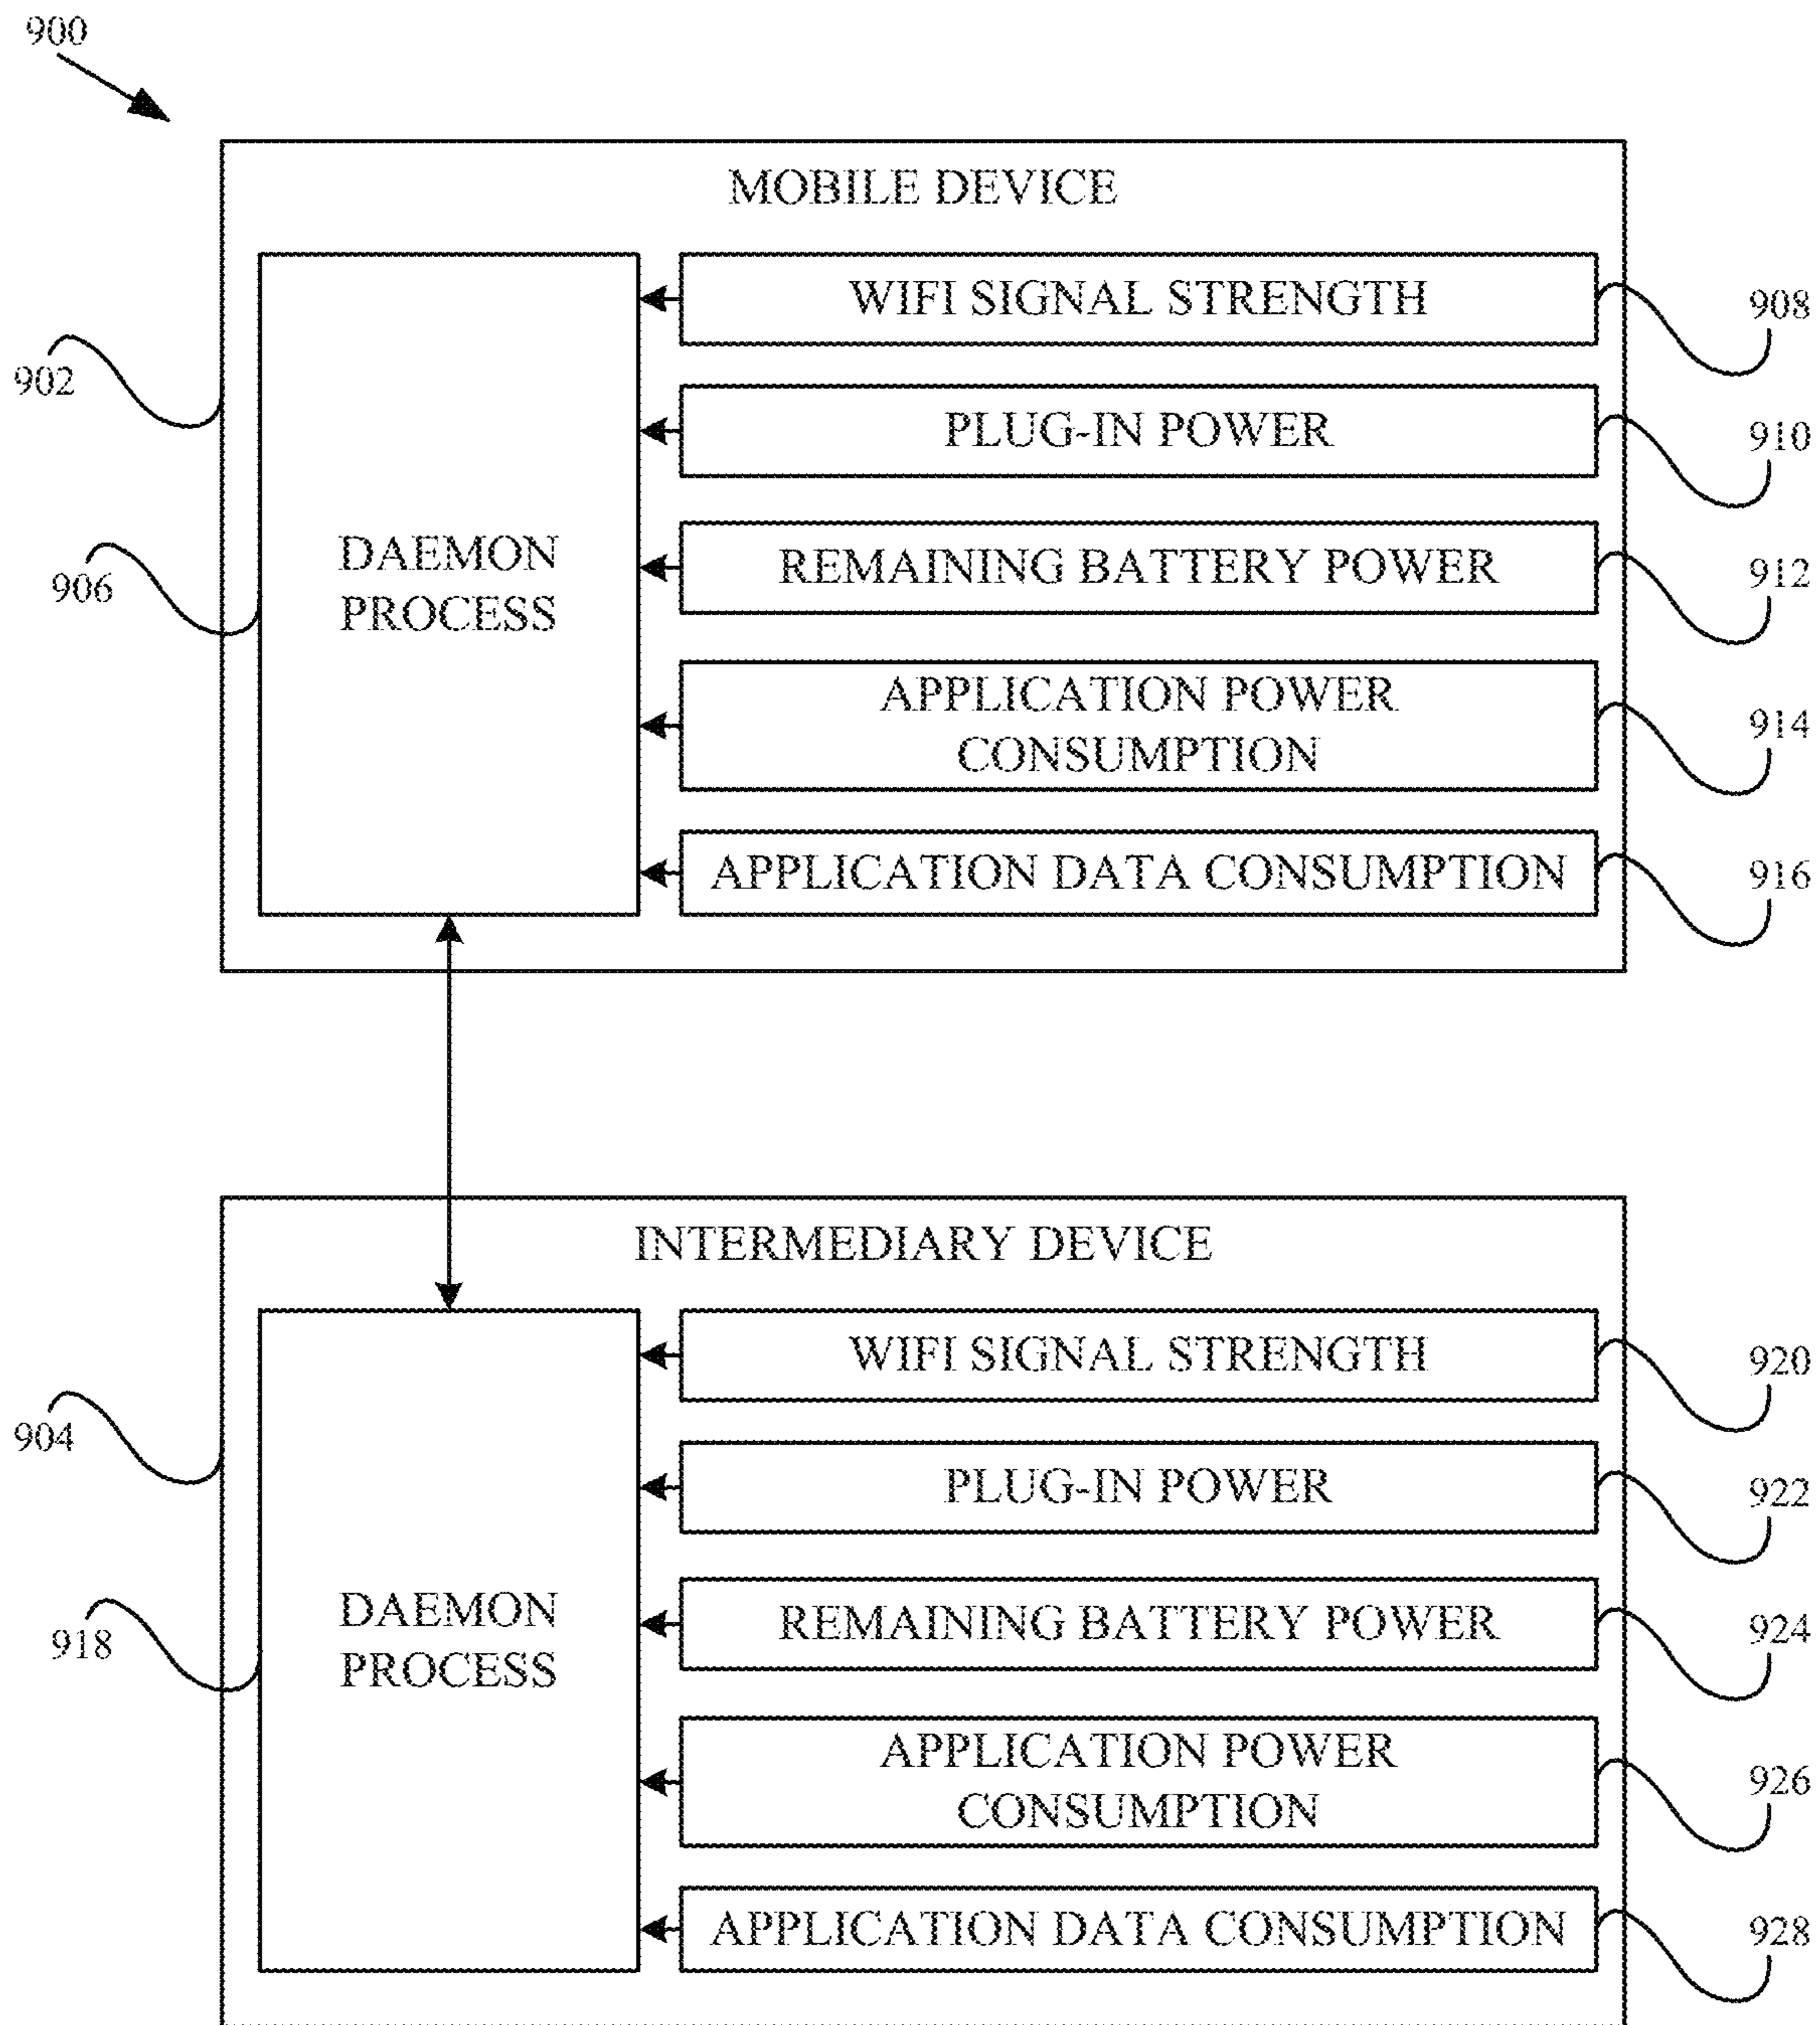 900
MOBILE DEVICE
902
906
DAEMON
PROCESS
WIFI SIGNAL STRENGTH
908
PLUG-IN POWER
910
REMAINING BATTERY POWER
912
APPLICATION POWER
CONSUMPTION
914
APPLICATION DATA CONSUMPTION
916
INTERMEDIARY DEVICE
904
918
DAEMON
PROCESS
WIFI SIGNAL STRENGTH
920
PLUG-IN POWER
922
REMAINING BATTERY POWER
924
APPLICATION POWER
CONSUMPTION
926
APPLICATION DATA CONSUMPTION
928